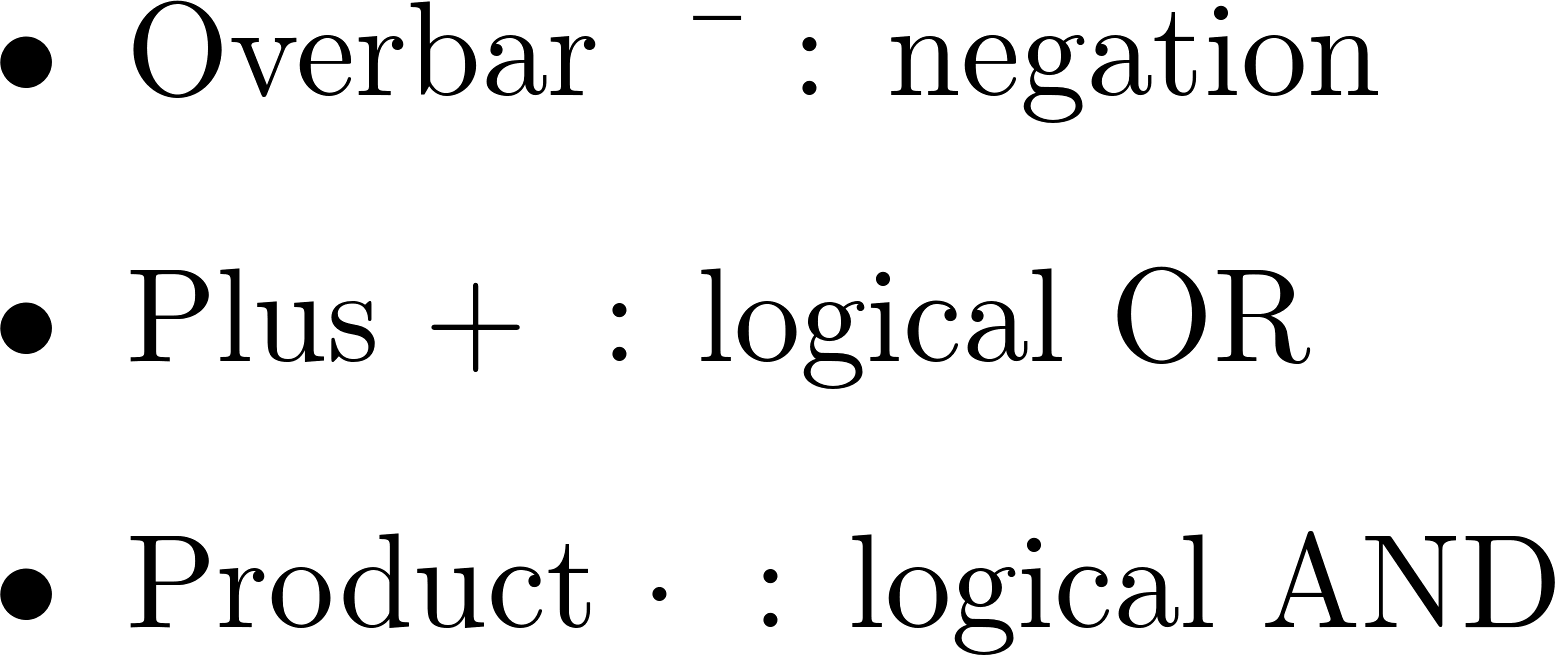 • Overbar ¯ : negation
• Plus + : logical OR
• Product · : logical AND